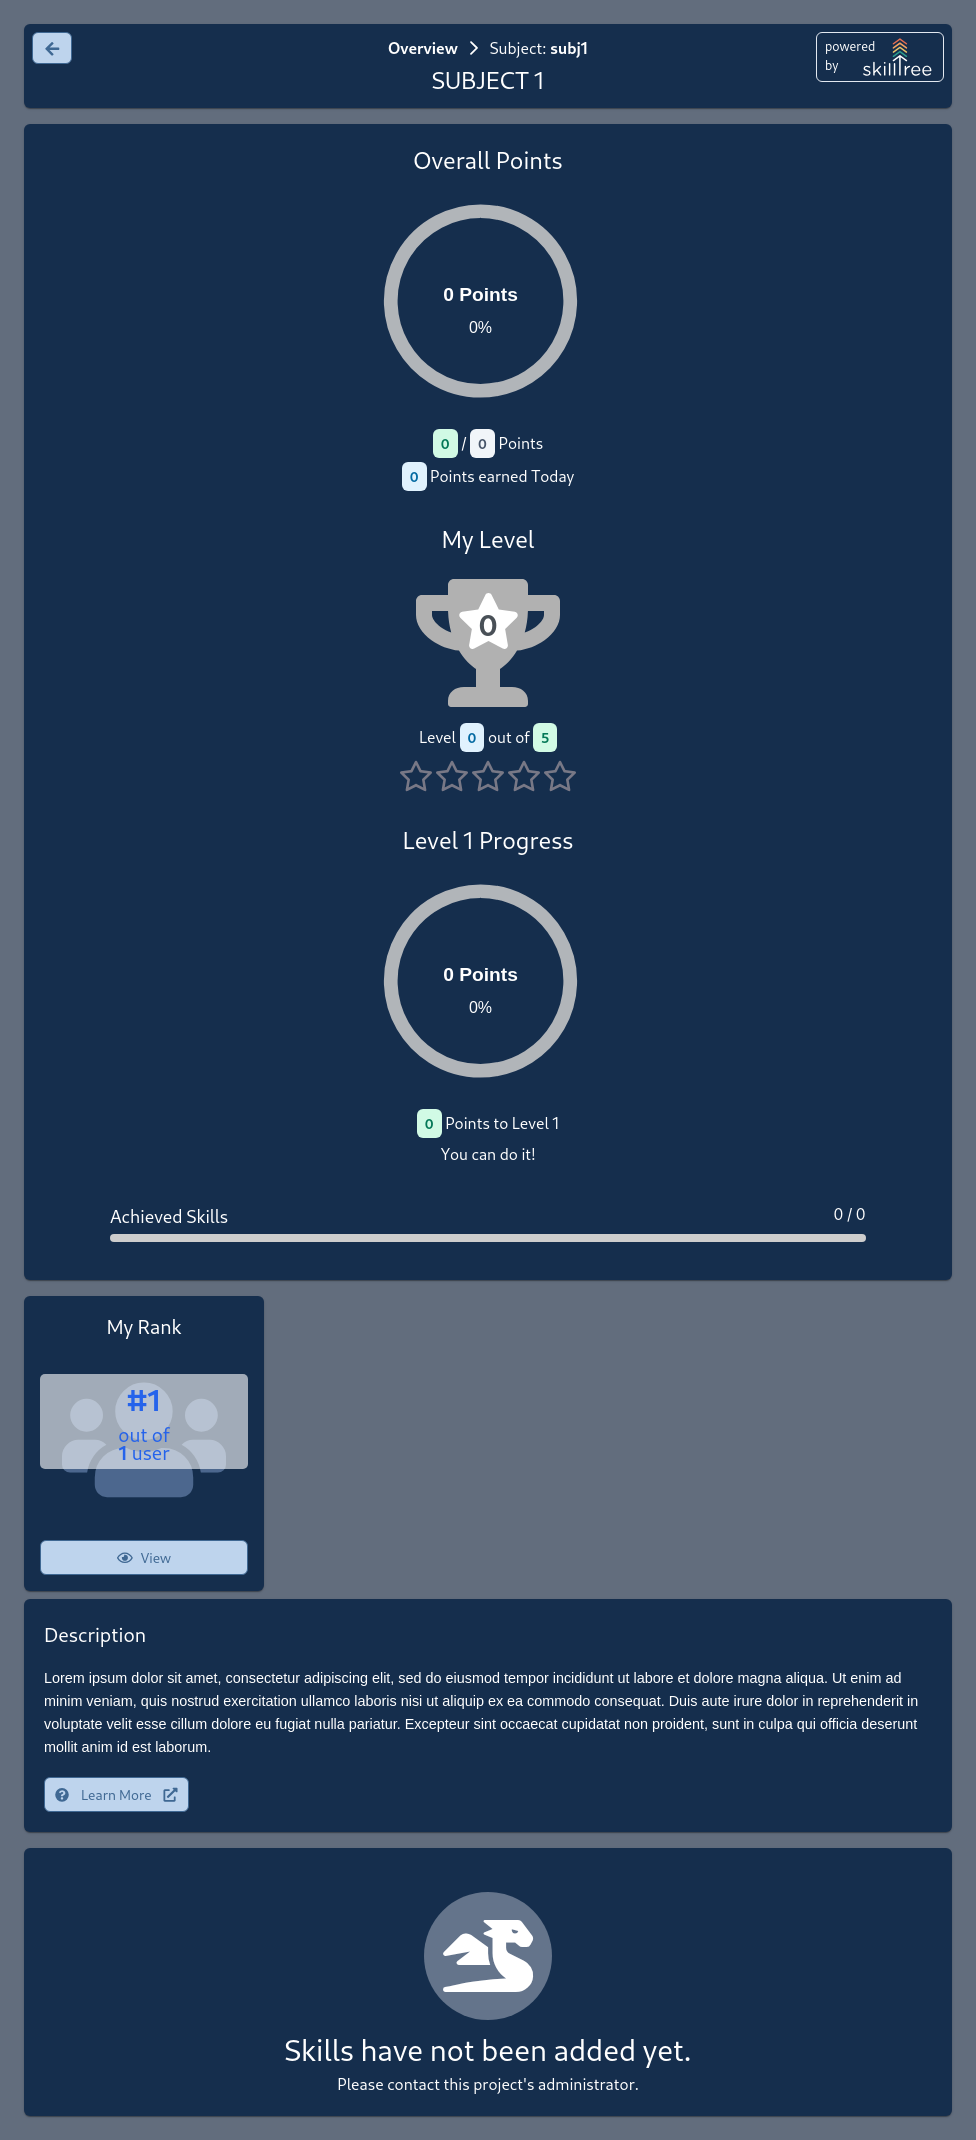 Overview > Subject: subj1
SUBJECT 1
powered
by
skilltree
Overall Points
0 Points
0%
0 / 0 Points
0 Points earned Today
My Level
0
Level 0 out of 5
Level 1 Progress
0 Points
0%
0 Points to Level 1
You can do it!
Achieved Skills 0 / 0
My Rank
#1
out of
1 user
View
Description
Lorem ipsum dolor sit amet, consectetur adipiscing elit, sed do eiusmod tempor incididunt ut labore et dolore magna aliqua. Ut enim ad
minim veniam, quis nostrud exercitation ullamco laboris nisi ut aliquip ex ea commodo consequat. Duis aute irure dolor in reprehenderit in
voluptate velit esse cillum dolore eu fugiat nulla pariatur. Excepteur sint occaecat cupidatat non proident, sunt in culpa qui officia deserunt
mollit anim id est laborum.
Learn More
Skills have not been added yet.
Please contact this project's administrator.